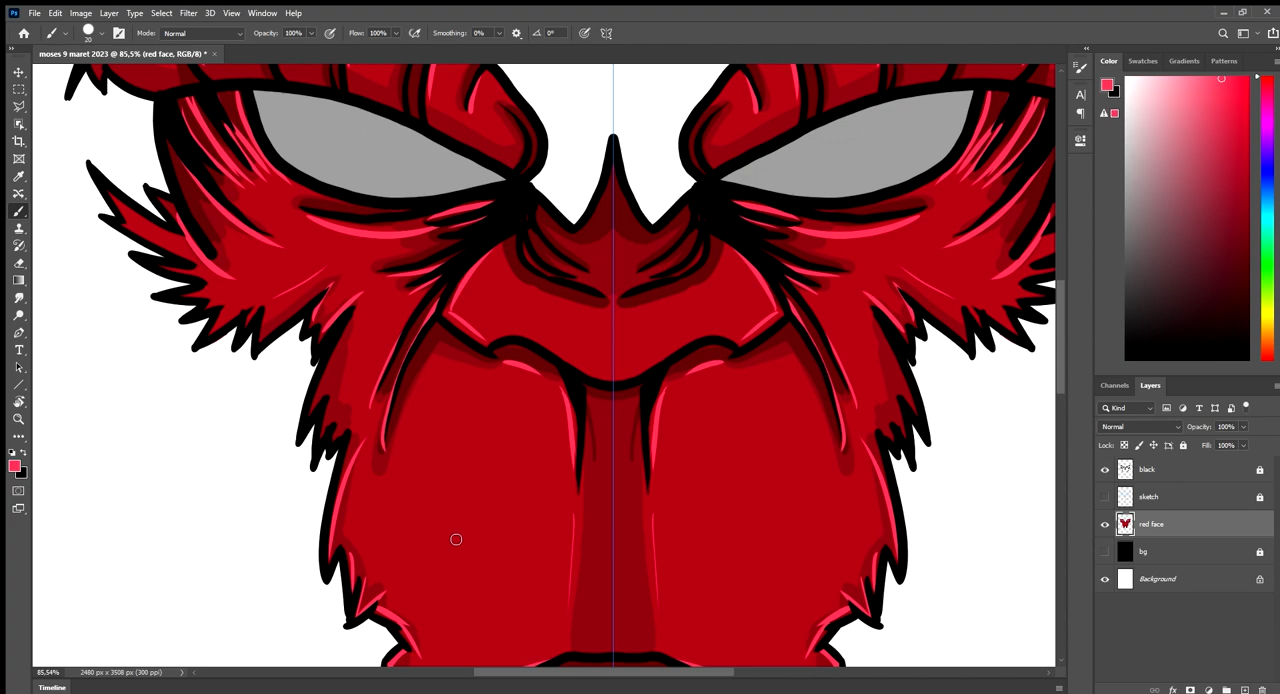 Ps File Edit Image Layer Type Select Filter 3D View Window Help
20 Mode: Normal Opacity: 100% Flow: 100% Smoothing: 0% 0°
moses 9 maret 2023 @ 85,5% (red face, RGB/8) * ×
Color Swatches Gradients Patterns
Channels Layers
Kind
Normal Opacity: 100%
Lock: Fill: 100%
black
sketch
red face
bg
Background
85,54% 2480 px x 3508 px (300 ppi)
Timeline